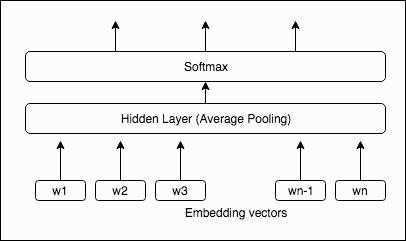 Softmax
Hidden Layer (Average Pooling)
w1 w2 w3 wn-1 wn
Embedding vectors